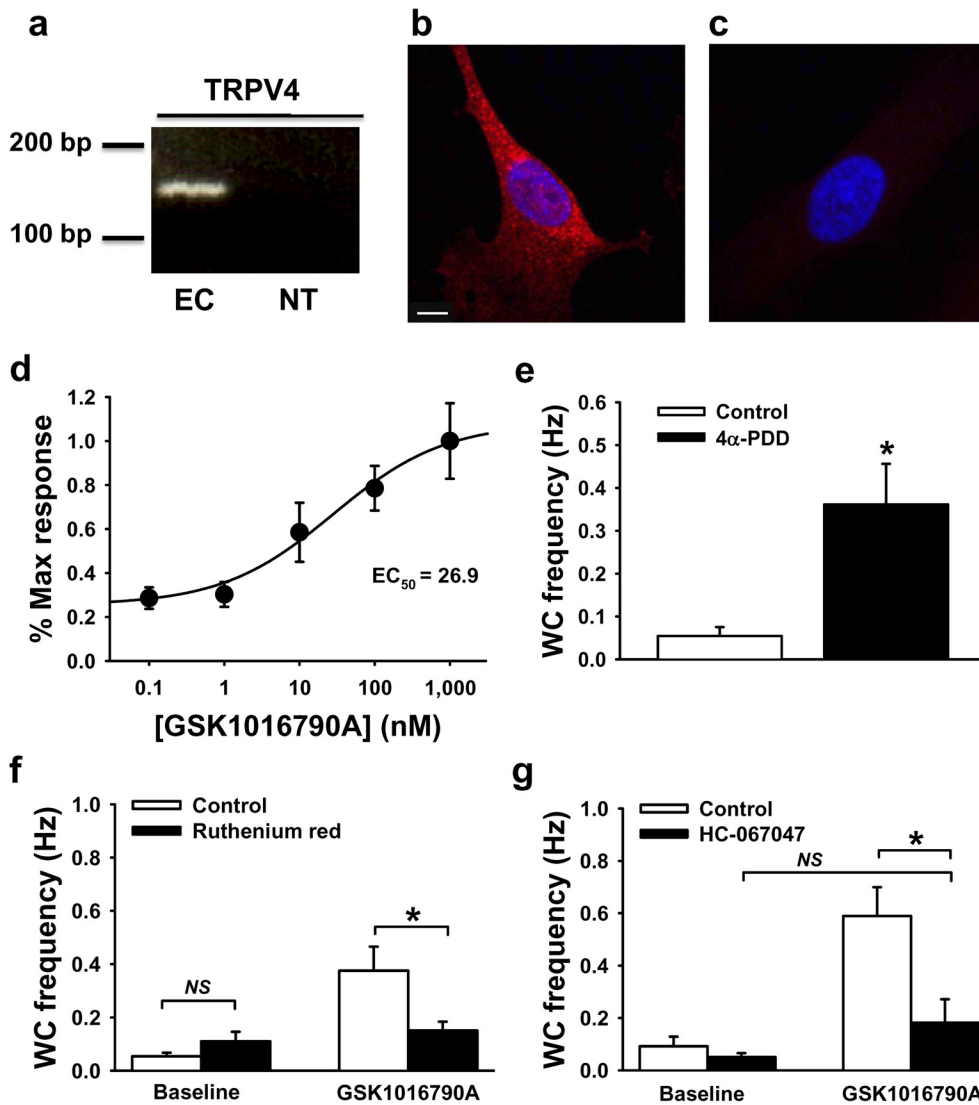 a
TRPV4
200 bp
100 bp
EC NT
b
c
d
% Max response
1.2
1.0
0.8
0.6
0.4
0.2
0.0
EC50 = 26.9
0.1 1 10 100 1,000
[GSK1016790A] (nM)
e
WC frequency (Hz)
0.6
0.5
0.4
0.3
0.2
0.1
0.0
Control
4α-PDD
*
f
WC frequency (Hz)
1.0
0.8
0.6
0.4
0.2
0.0
Control
Ruthenium red
NS
*
Baseline GSK1016790A
g
WC frequency (Hz)
1.0
0.8
0.6
0.4
0.2
0.0
Control
HC-067047
NS
*
Baseline GSK1016790A